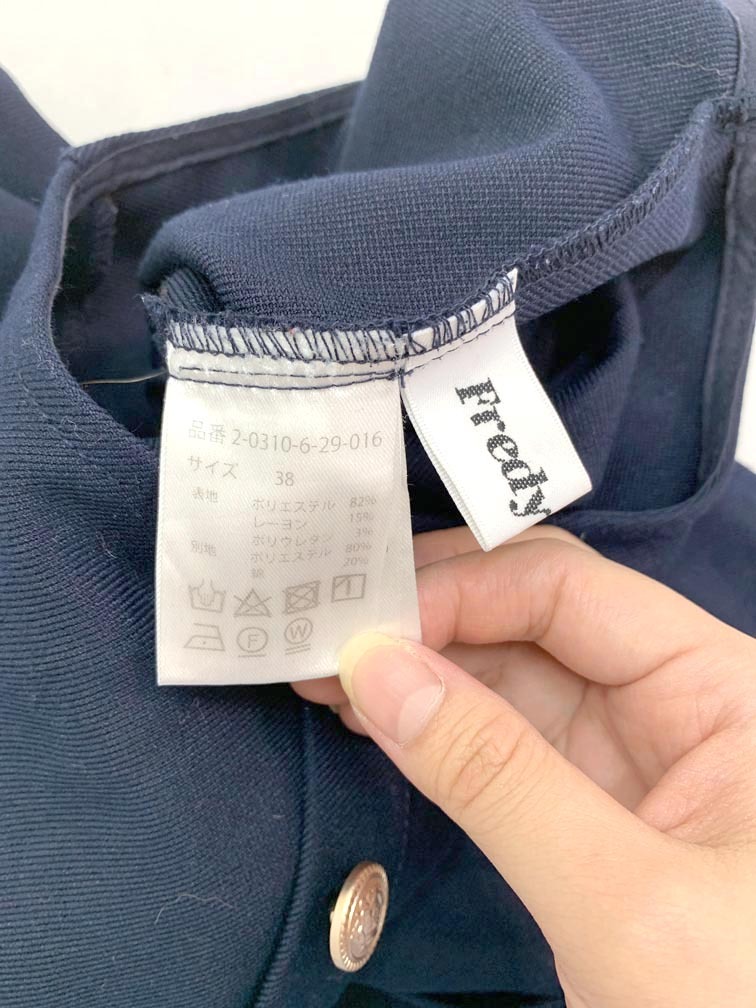 品番 2-0310-6-29-016
サイズ 38
表地 ポリエステル 82%
レーヨン 15%
ポリウレタン 3%
別地 ポリエステル 80%
綿 20%
F W
Fredy